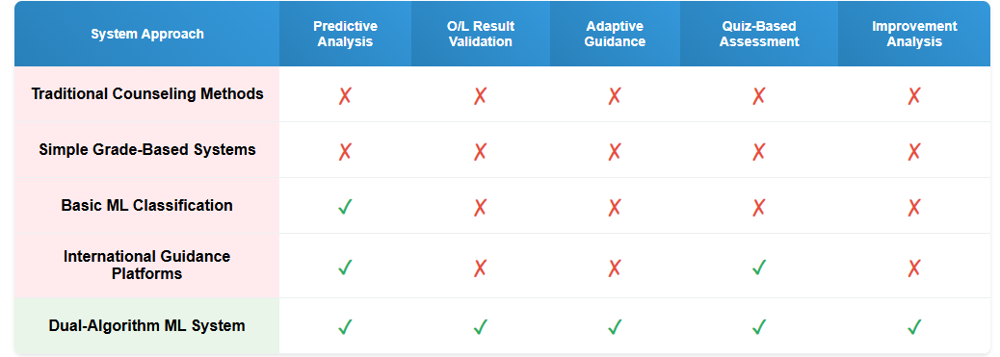 System Approach
Predictive
Analysis
O/L Result
Validation
Adaptive
Guidance
Quiz-Based
Assessment
Improvement
Analysis
Traditional Counseling Methods ✗ ✗ ✗ ✗ ✗
Simple Grade-Based Systems ✗ ✗ ✗ ✗ ✗
Basic ML Classification ✓ ✗ ✗ ✗ ✗
International Guidance
Platforms ✓ ✗ ✗ ✓ ✗
Dual-Algorithm ML System ✓ ✓ ✓ ✓ ✓